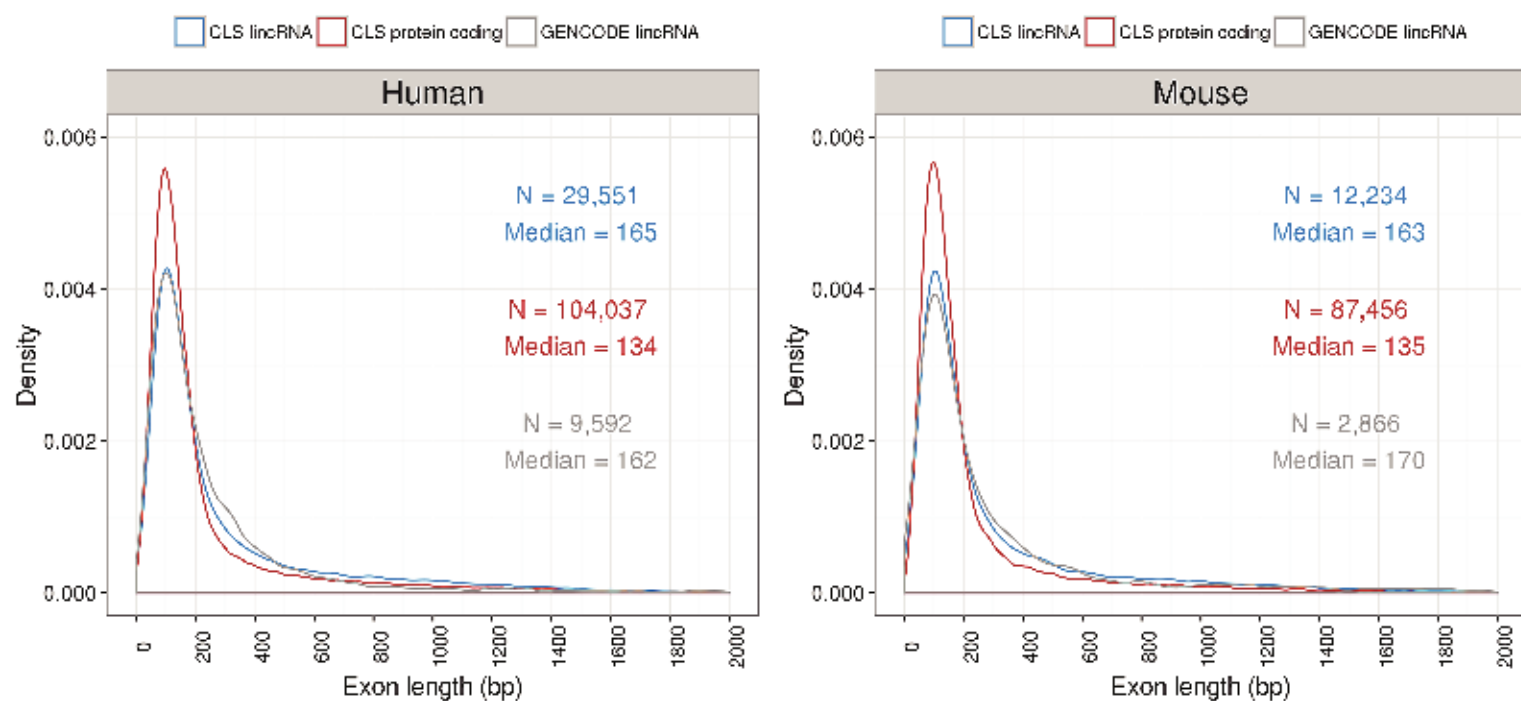 CLS lincRNA CLS protein coding GENCODE lincRNA
Human
0.006
0.004
0.002
0.000
Density
N = 29,551
Median = 165
N = 104,037
Median = 134
N = 9,592
Median = 162
0 200 400 600 800 1000 1200 1400 1600 1800 2000
Exon length (bp)
CLS lincRNA CLS protein coding GENCODE lincRNA
Mouse
0.006
0.004
0.002
0.000
Density
N = 12,234
Median = 163
N = 87,456
Median = 135
N = 2,866
Median = 170
0 200 400 600 800 1000 1200 1400 1600 1800 2000
Exon length (bp)